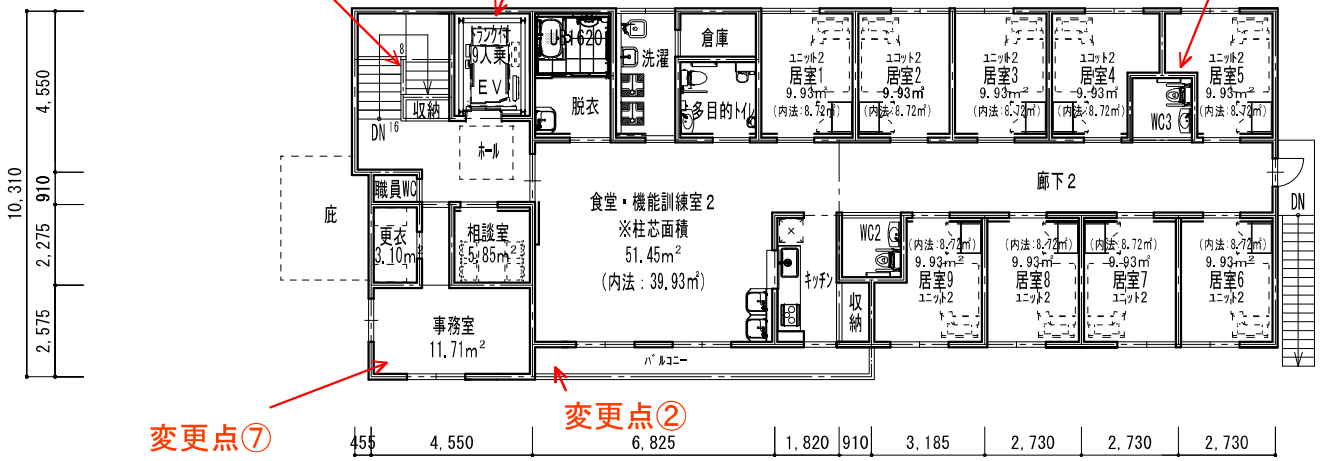 4,550
910
2,275
2,575
10,310
8
収納
DN 16
トランク付
9人乗
EV
UB1620
脱衣
洗濯
倉庫
多目的トイレ
ユニット2
居室1
9.93m²
(内法:8.72㎡)
ユニット2
居室2
9.93m²
(内法:8.72㎡)
ユニット2
居室3
9.93m²
(内法:8.72㎡)
ユニット2
居室4
9.93m²
(内法:8.72㎡)
ユニット2
居室5
9.93m²
(内法:8.72㎡)
WC3
ホール
庇
職員WC
更衣
3.10m²
相談室
5.85m²
食堂・機能訓練室2
※柱芯面積
51.45m²
(内法:39.93㎡)
廊下2
DN
WC2
キッチン
収納
(内法:8.72㎡)
9.93m²
居室9
ユニット2
(内法:8.72㎡)
9.93m²
居室8
ユニット2
(内法:8.72㎡)
9.93m²
居室7
ユニット2
(内法:8.72㎡)
9.93m²
居室6
ユニット2
事務室
11.71m²
バルコニー
変更点⑦
変更点②
455
4,550
6,825
1,820
910
3,185
2,730
2,730
2,730